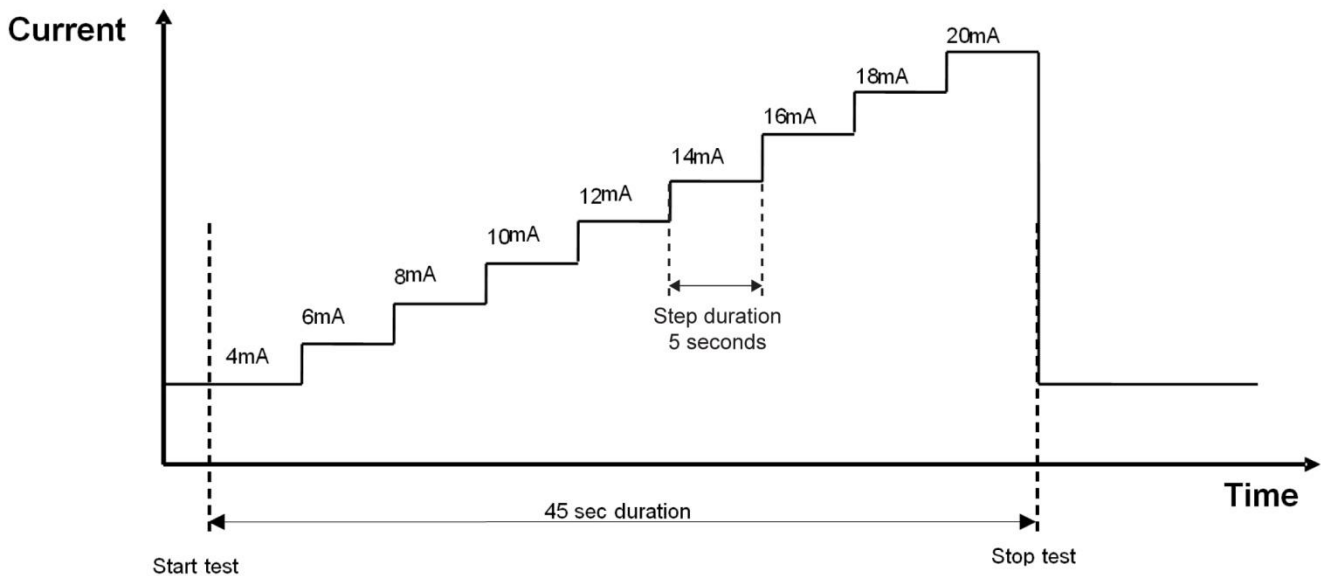 Current
20mA
18mA
16mA
14mA
12mA
10mA
8mA
6mA
4mA
Step duration
5 seconds
Time
45 sec duration
Start test
Stop test